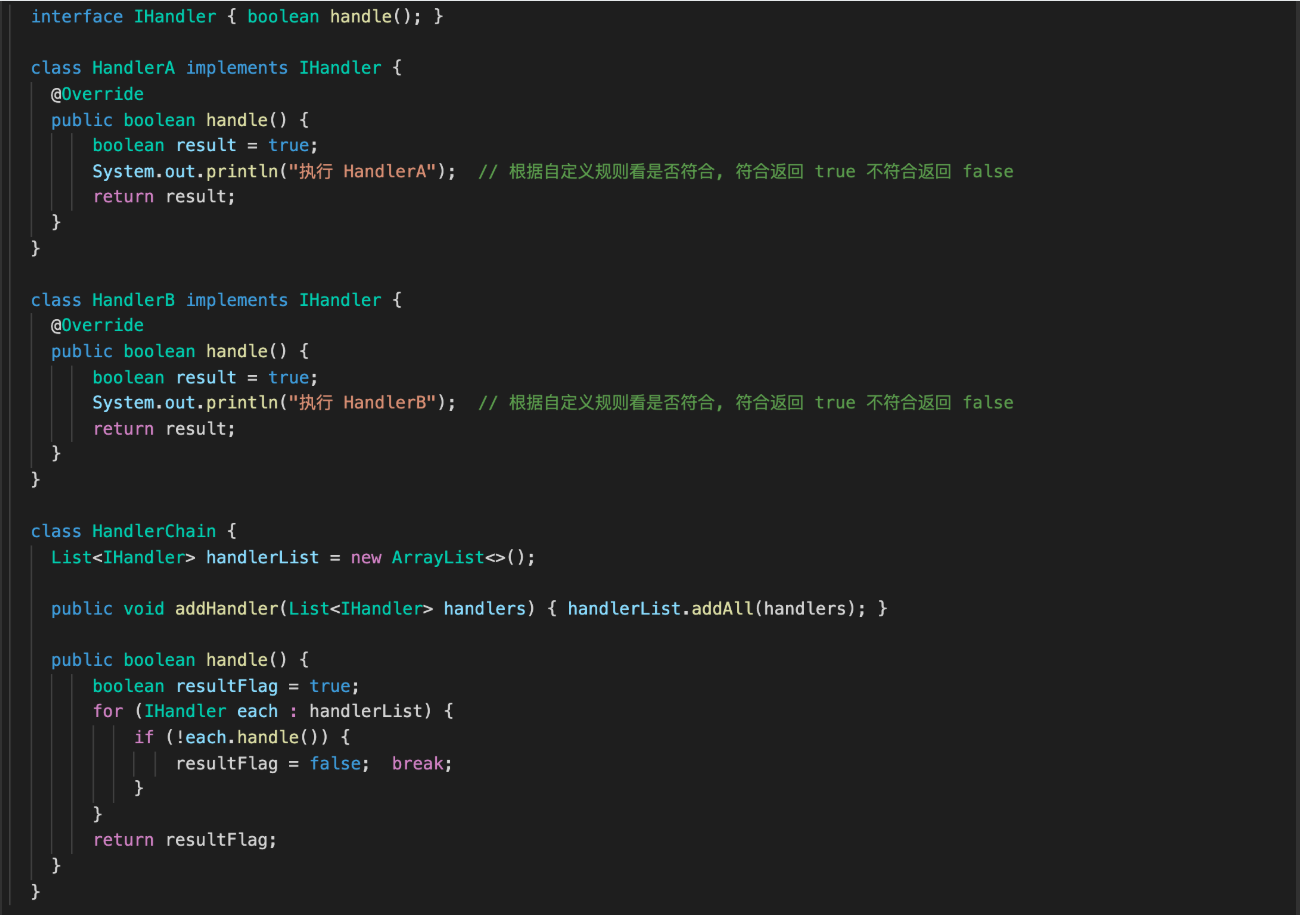 interface IHandler { boolean handle(); }
class HandlerA implements IHandler {
@Override
public boolean handle() {
boolean result = true;
System.out.println("执行 HandlerA");  // 根据自定义规则看是否符合, 符合返回 true 不符合返回 false
return result;
}
}
class HandlerB implements IHandler {
@Override
public boolean handle() {
boolean result = true;
System.out.println("执行 HandlerB");  // 根据自定义规则看是否符合, 符合返回 true 不符合返回 false
return result;
}
}
class HandlerChain {
List<IHandler> handlerList = new ArrayList<>();
public void addHandler(List<IHandler> handlers) { handlerList.addAll(handlers); }
public boolean handle() {
boolean resultFlag = true;
for (IHandler each : handlerList) {
if (!each.handle()) {
resultFlag = false;  break;
}
}
return resultFlag;
}
}